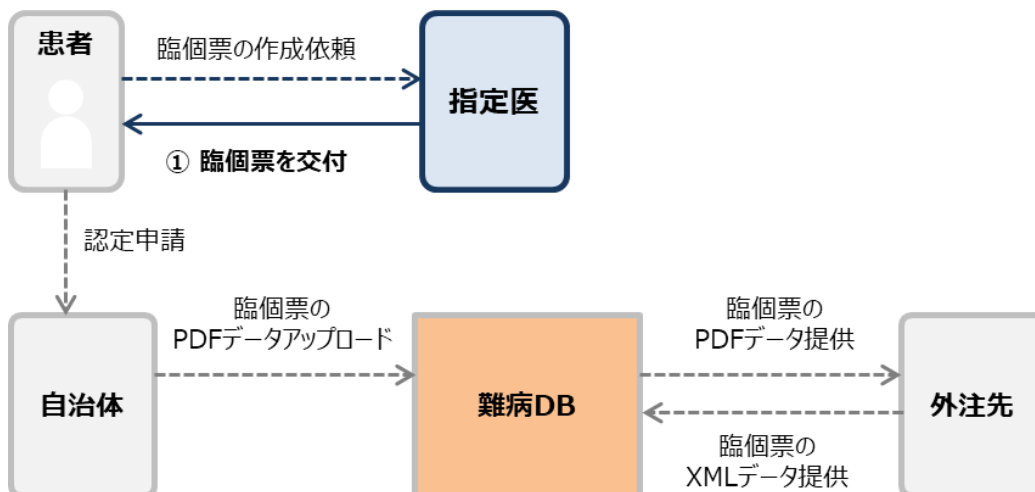 患者
臨個票の作成依頼
指定医
① 臨個票を交付
認定申請
臨個票の
PDFデータアップロード
臨個票の
PDFデータ提供
自治体
難病DB
外注先
臨個票の
XMLデータ提供